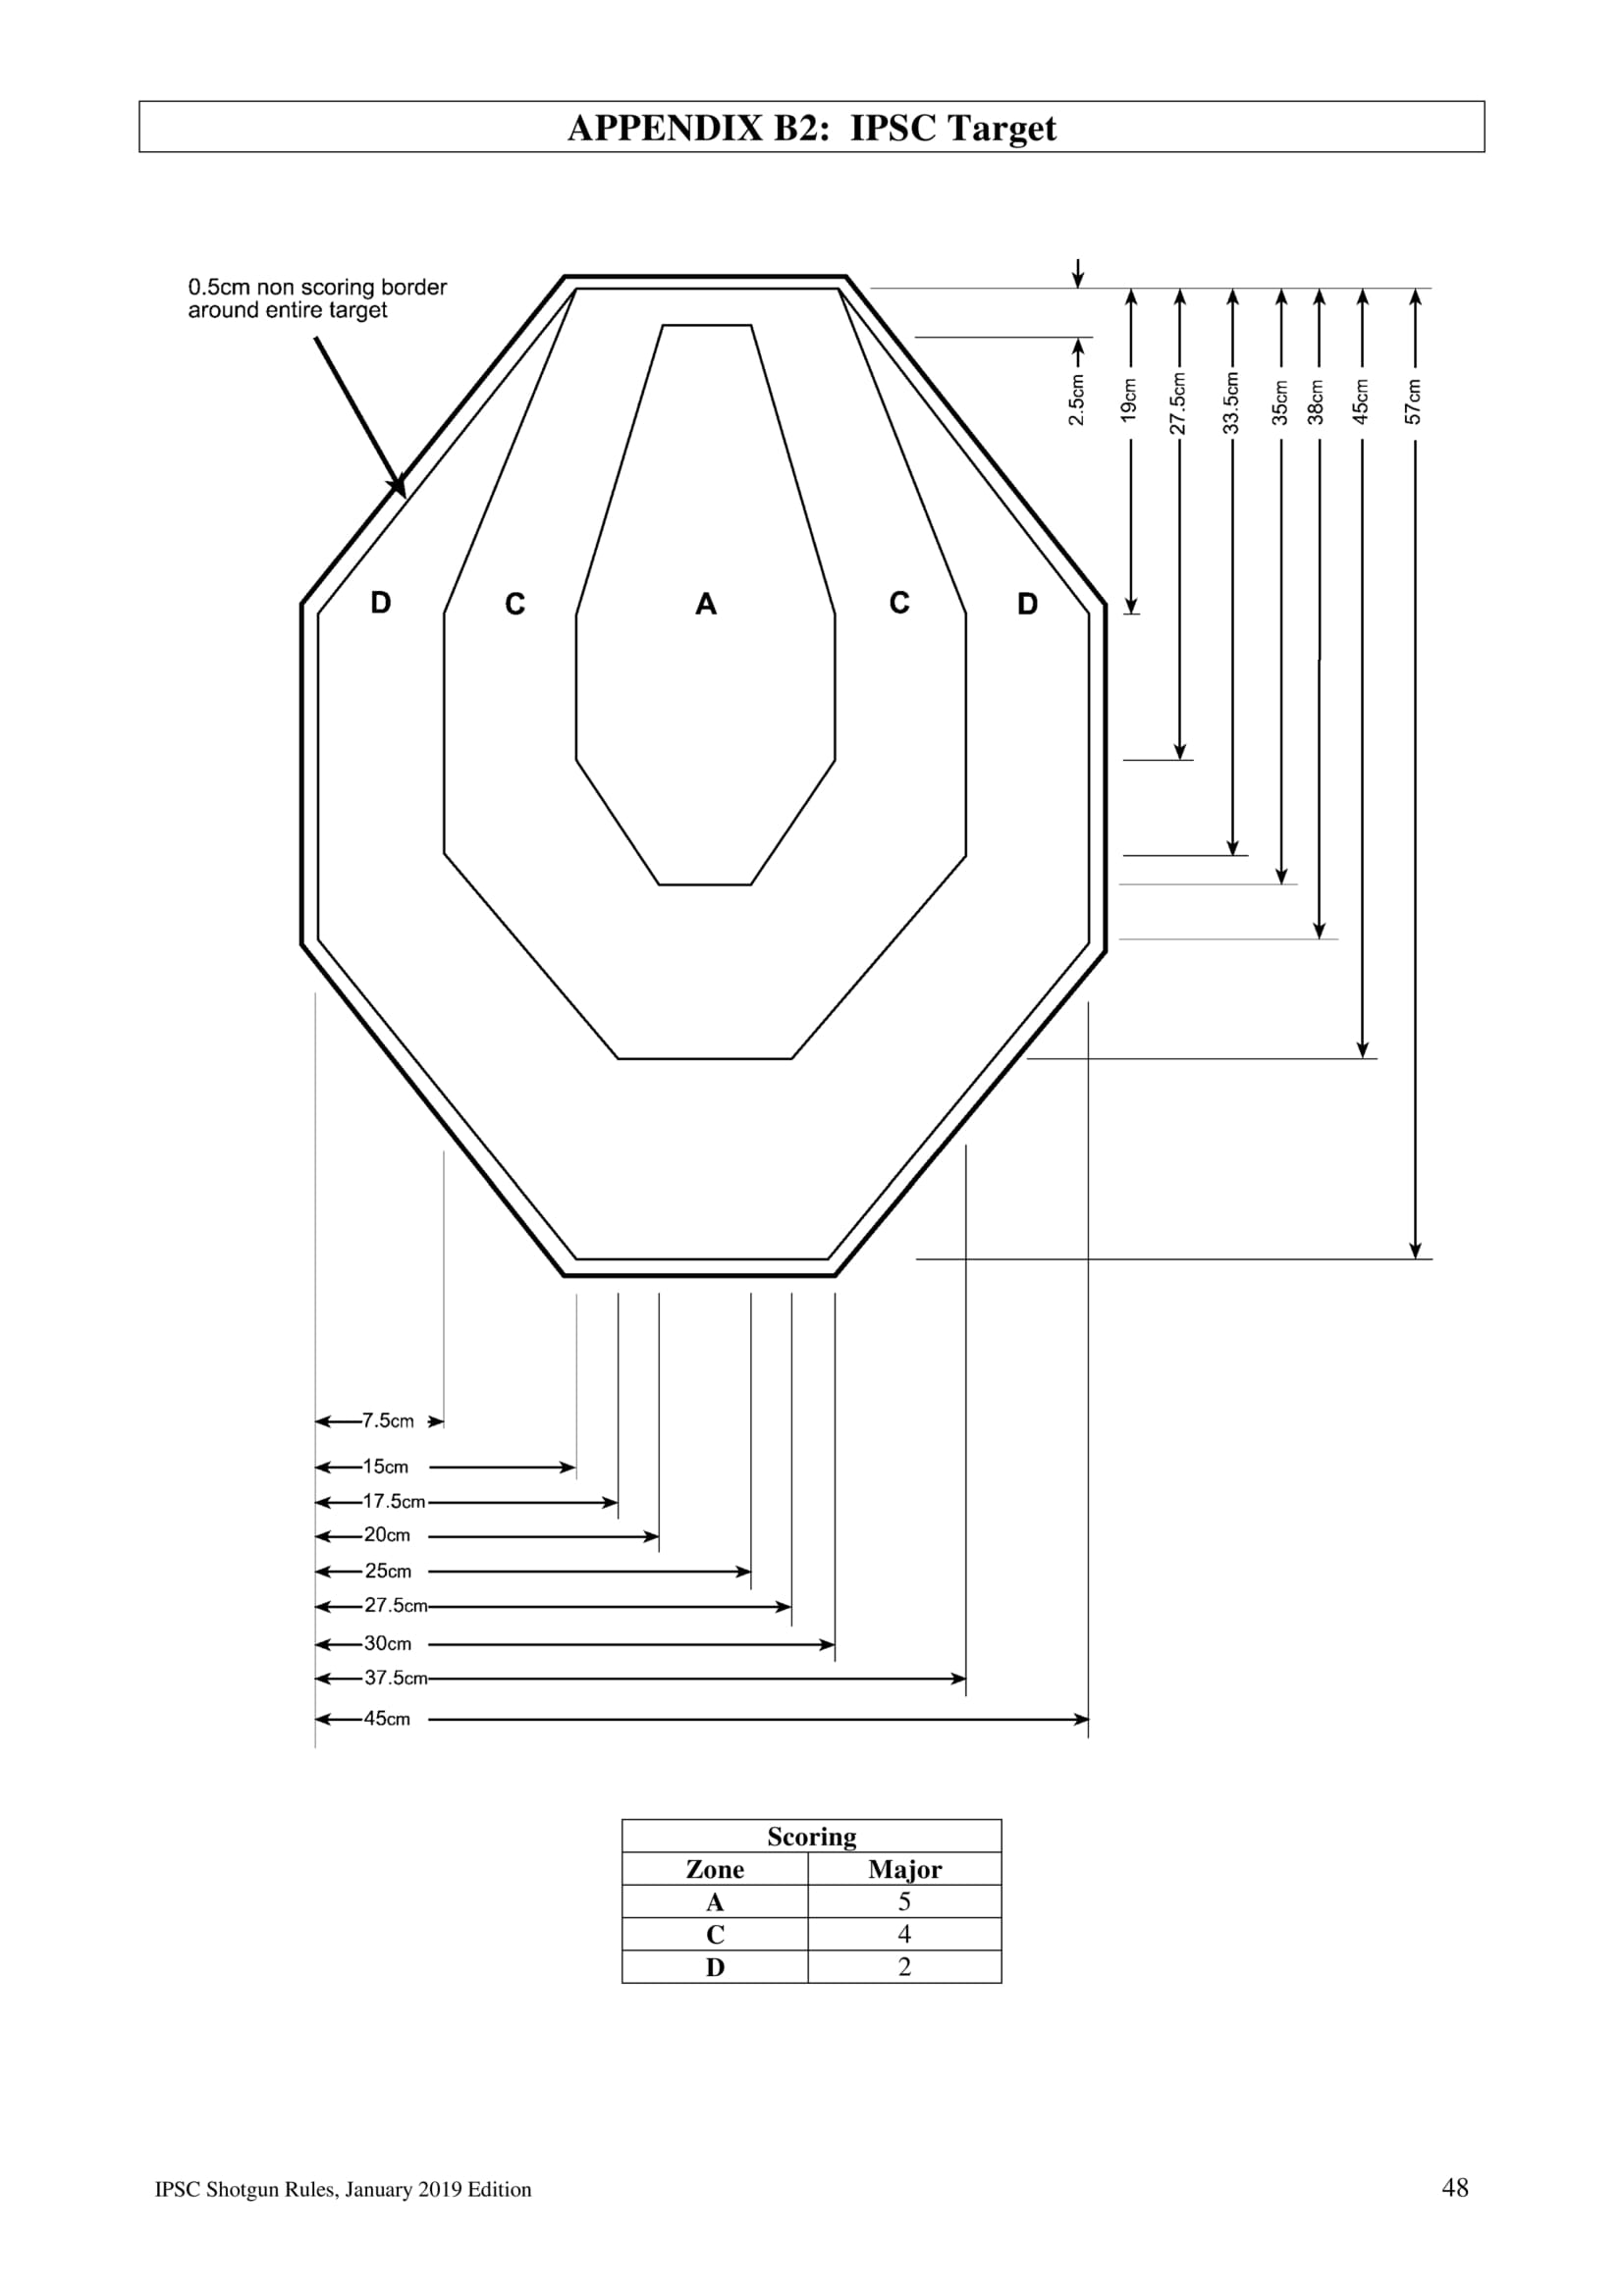 APPENDIX B2: IPSC Target
0.5cm non scoring border
around entire target
2.5cm
19cm
27.5cm
33.5cm
35cm
38cm
45cm
57cm
D C A C D
7.5cm
15cm
17.5cm
20cm
25cm
27.5cm
30cm
37.5cm
45cm
Scoring
Zone Major
A 5
C 4
D 2
IPSC Shotgun Rules, January 2019 Edition 48